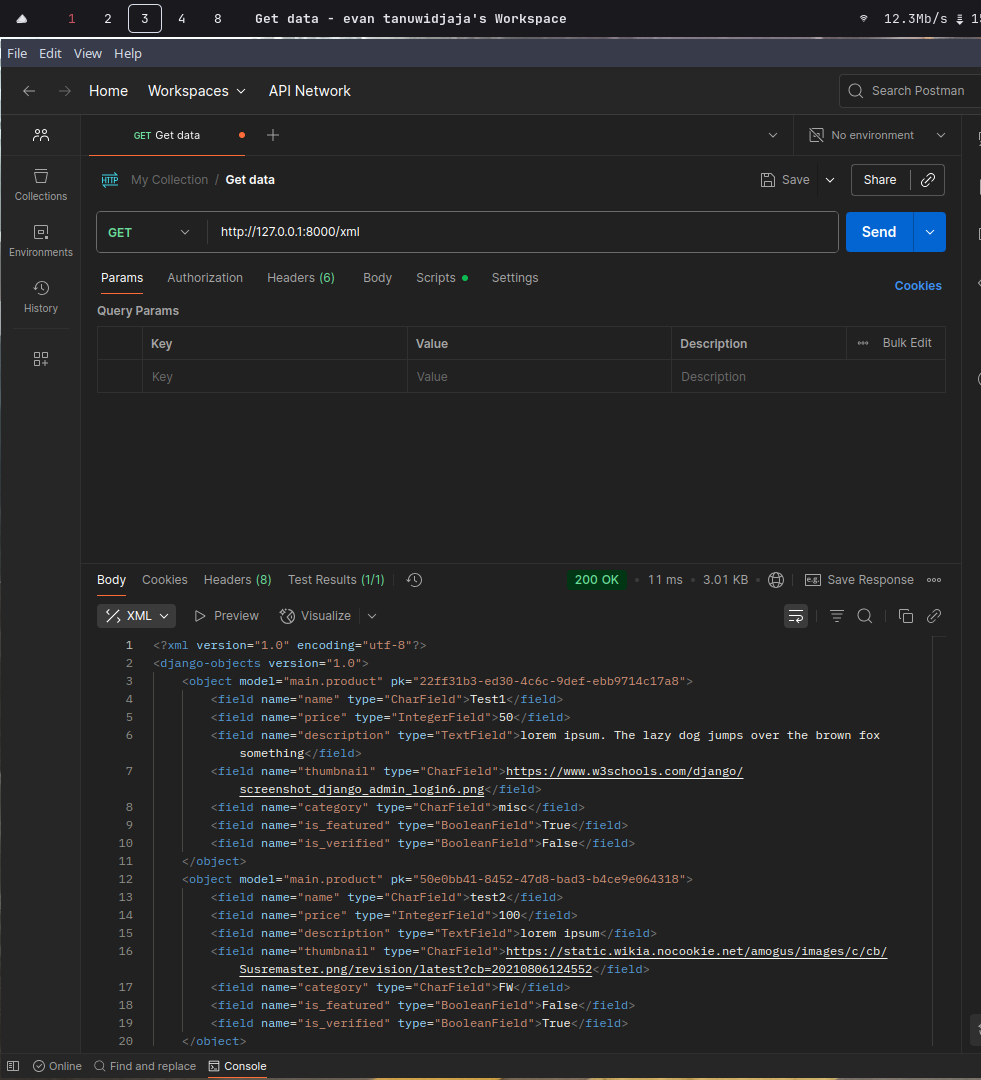 1 2 3 4 8 Get data - evan tanuwidjaja's Workspace 12.3Mb/s
File Edit View Help
Home Workspaces API Network Search Postman
GET Get data No environment
HTTP My Collection / Get data Save Share
GET http://127.0.0.1:8000/xml Send
Params Authorization Headers (6) Body Scripts Settings Cookies
Collections
Environments
History
Query Params
Key Value Description Bulk Edit
Key Value Description
Body Cookies Headers (8) Test Results (1/1) 200 OK 11 ms 3.01 KB Save Response
XML Preview Visualize
1 <?xml version="1.0" encoding="utf-8"?>
2 <django-objects version="1.0">
3 <object model="main.product" pk="22ff31b3-ed30-4c6c-9def-ebb9714c17a8">
4 <field name="name" type="CharField">Test1</field>
5 <field name="price" type="IntegerField">50</field>
6 <field name="description" type="TextField">lorem ipsum. The lazy dog jumps over the brown fox
something</field>
7 <field name="thumbnail" type="CharField">https://www.w3schools.com/django/
screenshot_django_admin_login6.png</field>
8 <field name="category" type="CharField">misc</field>
9 <field name="is_featured" type="BooleanField">True</field>
10 <field name="is_verified" type="BooleanField">False</field>
11 </object>
12 <object model="main.product" pk="50e0bb41-8452-47d8-bad3-b4ce9e064318">
13 <field name="name" type="CharField">test2</field>
14 <field name="price" type="IntegerField">100</field>
15 <field name="description" type="TextField">lorem ipsum</field>
16 <field name="thumbnail" type="CharField">https://static.wikia.nocookie.net/amogus/images/c/cb/
Susremaster.png/revision/latest?cb=20210806124552</field>
17 <field name="category" type="CharField">FW</field>
18 <field name="is_featured" type="BooleanField">False</field>
19 <field name="is_verified" type="BooleanField">True</field>
20 </object>
Online Find and replace Console